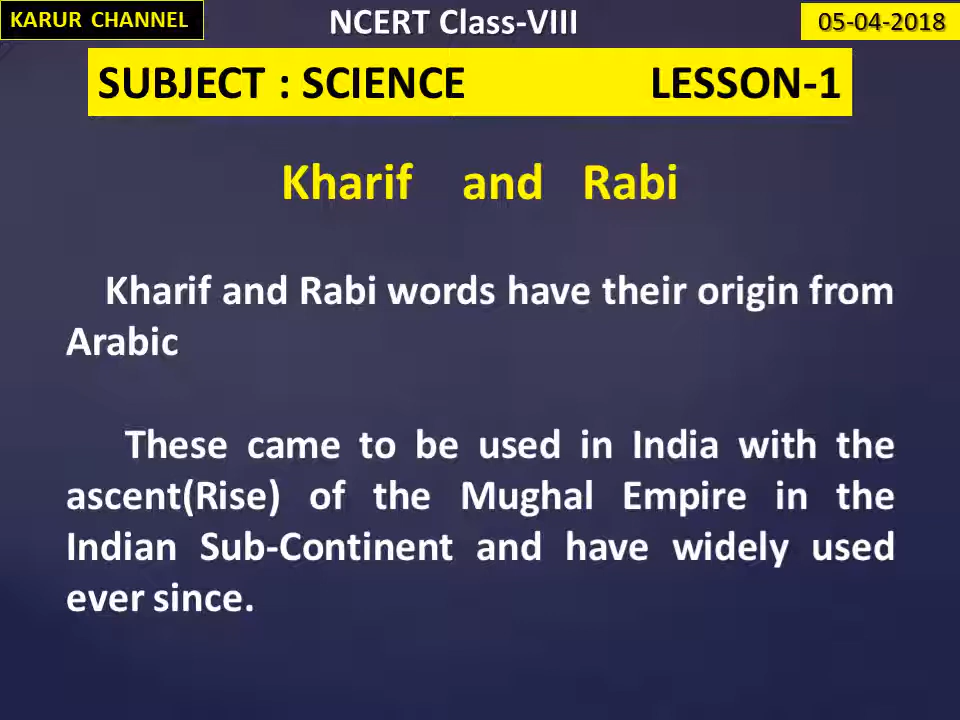 KARUR CHANNEL
NCERT Class-VIII
05-04-2018
SUBJECT : SCIENCE LESSON-1
Kharif and Rabi
Kharif and Rabi words have their origin from
Arabic
These came to be used in India with the
ascent(Rise) of the Mughal Empire in the
Indian Sub-Continent and have widely used
ever since.